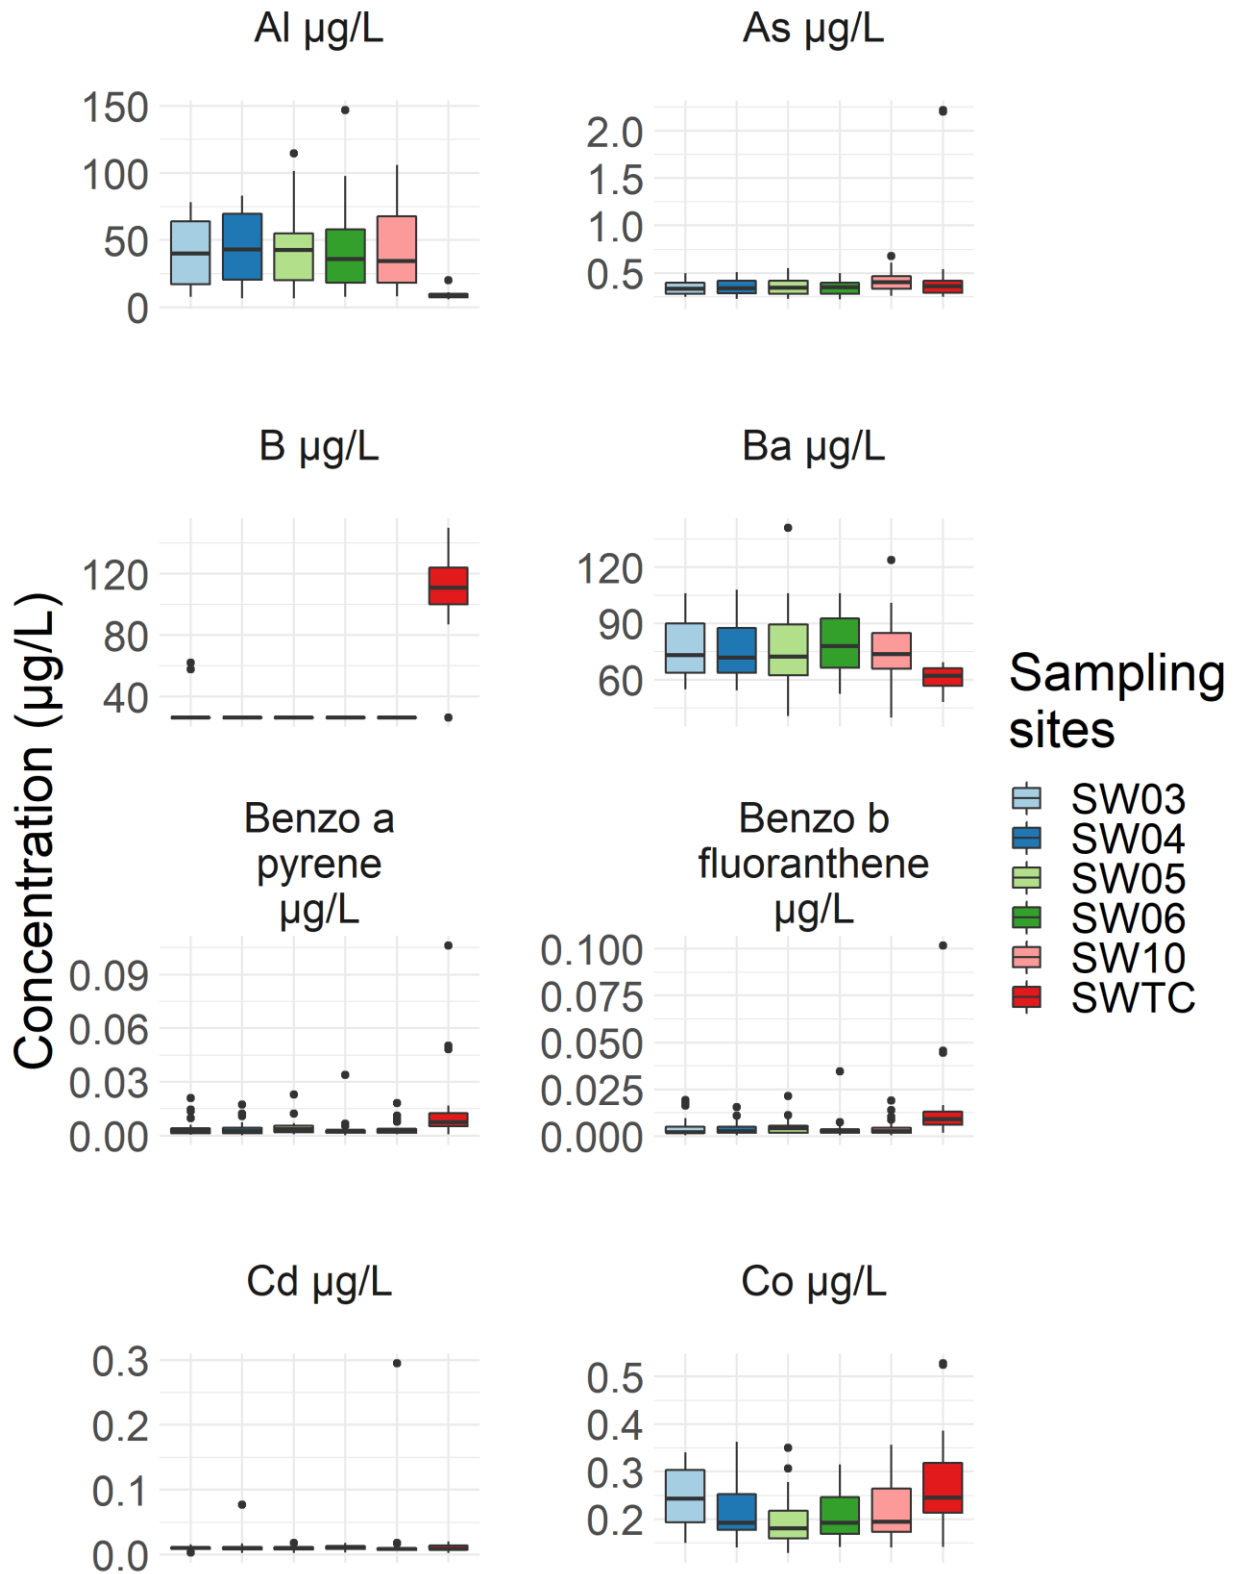 Al µg/L
As µg/L
150
100
50
0
2.0
1.5
1.0
0.5
B µg/L
Ba µg/L
120
80
40
120
90
60
Concentration (µg/L)
Benzo a
pyrene
µg/L
Benzo b
fluoranthene
µg/L
0.09
0.06
0.03
0.00
0.100
0.075
0.050
0.025
0.000
Cd µg/L
Co µg/L
0.3
0.2
0.1
0.0
0.5
0.4
0.3
0.2
Sampling
sites
SW03
SW04
SW05
SW06
SW10
SWTC